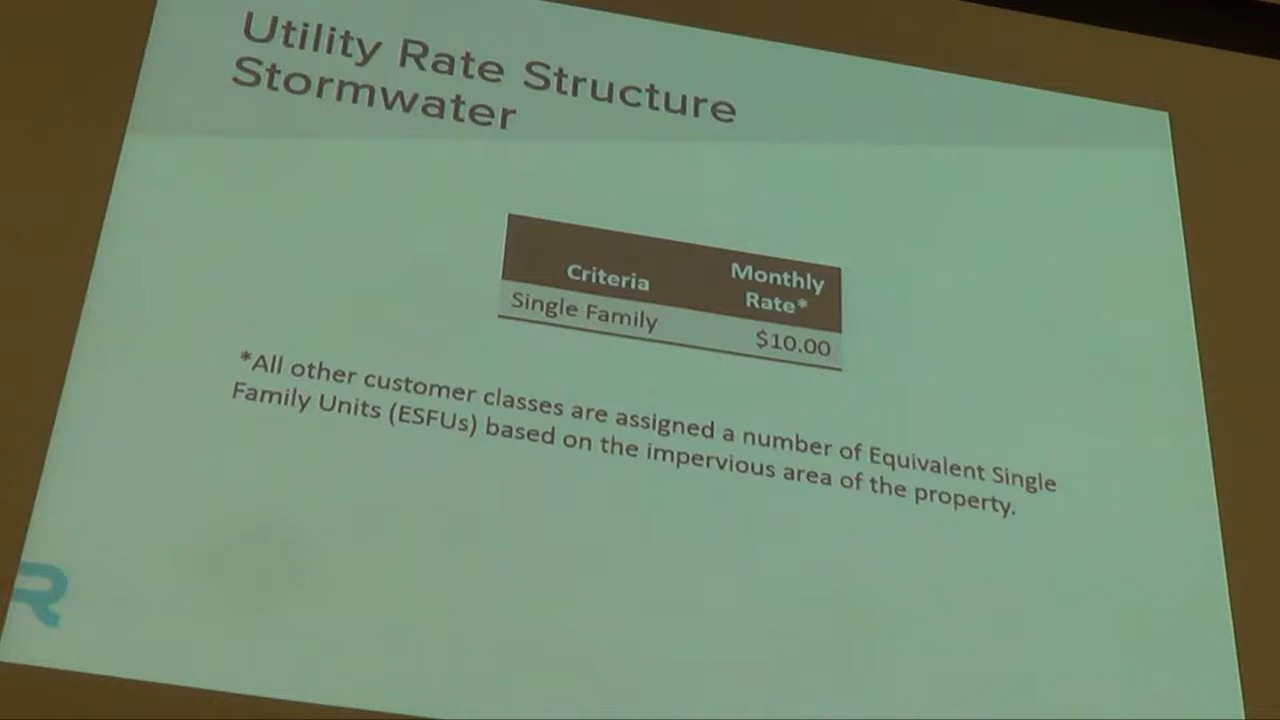 Utility Rate Structure
Stormwater
Criteria
Monthly
Rate*
Single Family
$10.00
*All other customer classes are assigned a number of Equivalent Single
Family Units (ESFUs) based on the impervious area of the property.
R